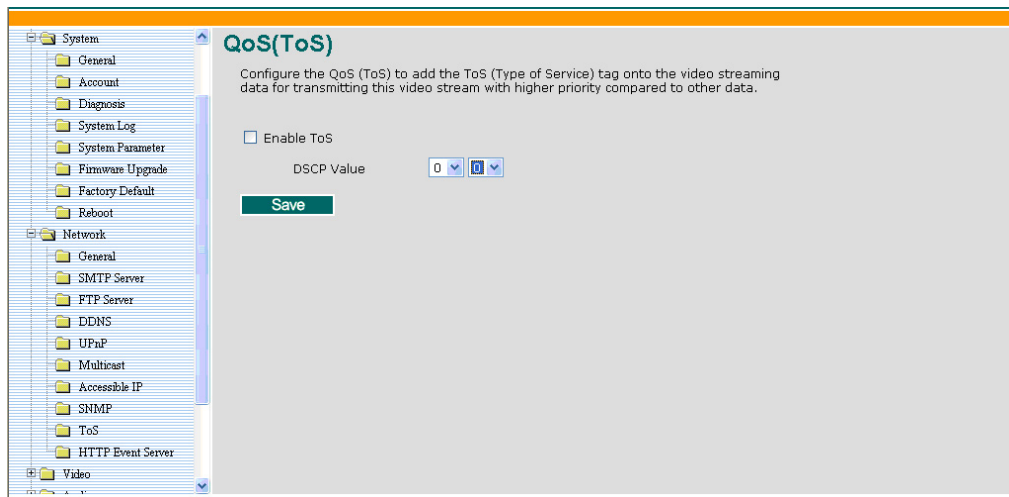 System
General
Account
Diagnosis
System Log
System Parameter
Firmware Upgrade
Factory Default
Reboot
Network
General
SMTP Server
FTP Server
DDNS
UPnP
Multicast
Accessible IP
SNMP
ToS
HTTP Event Server
Video
QoS(ToS)
Configure the QoS (ToS) to add the ToS (Type of Service) tag onto the video streaming
data for transmitting this video stream with higher priority compared to other data.
Enable ToS
DSCP Value 0 0
Save